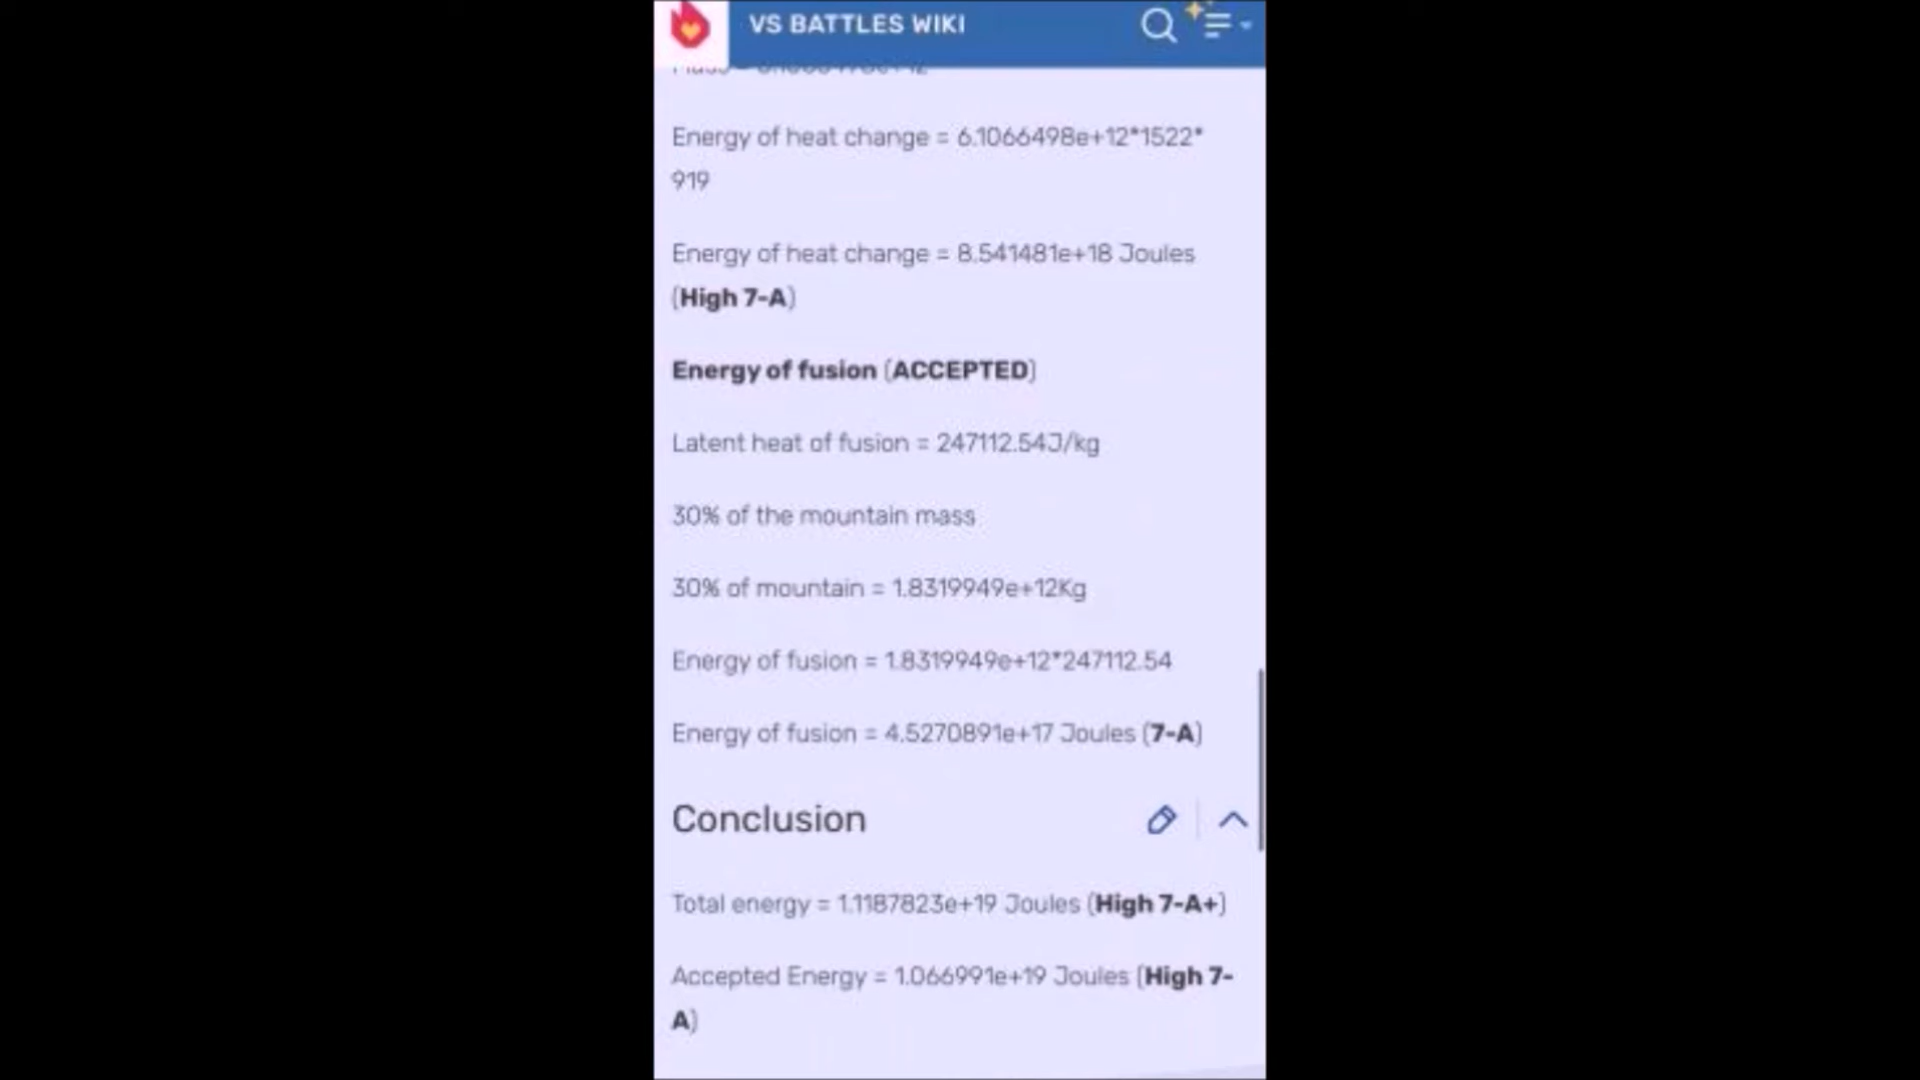 VS BATTLES WIKI
Energy of heat change = 6.1066498e+12*1522*
919
Energy of heat change = 8.541481e+18 Joules
(High 7-A)
Energy of fusion (ACCEPTED)
Latent heat of fusion = 247112.54J/kg
30% of the mountain mass
30% of mountain = 1.8319949e+12Kg
Energy of fusion = 1.8319949e+12*247112.54
Energy of fusion = 4.5270891e+17 Joules (7-A)
Conclusion
Total energy = 1.1187823e+19 Joules (High 7-A+)
Accepted Energy = 1.066991e+19 Joules (High 7-
A)